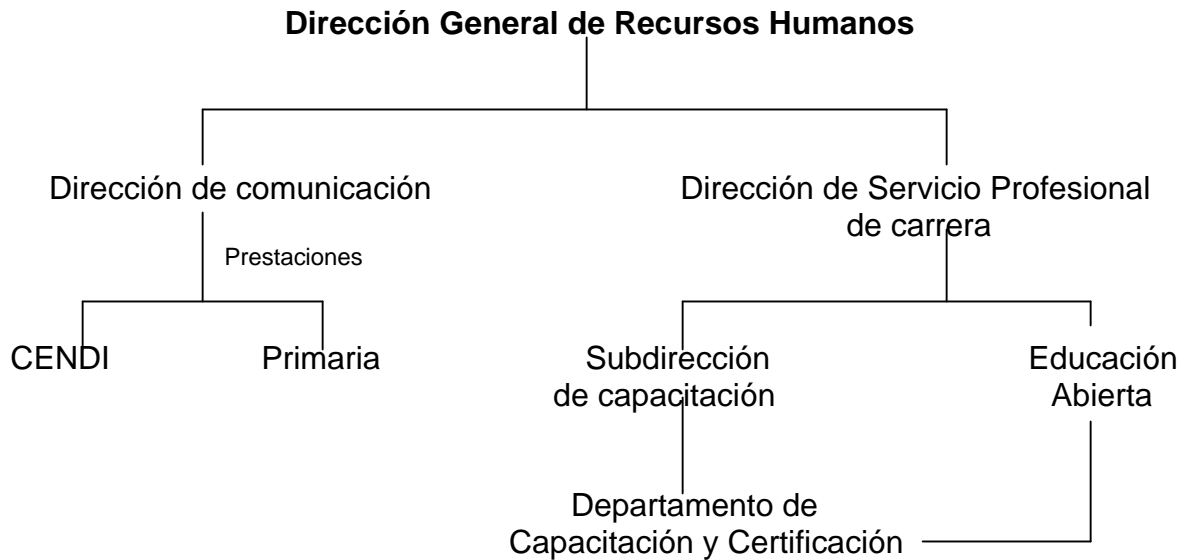 Dirección General de Recursos Humanos
Dirección de comunicación
Dirección de Servicio Profesional
de carrera
Prestaciones
CENDI
Primaria
Subdirección
de capacitación
Educación
Abierta
Departamento de
Capacitación y Certificación